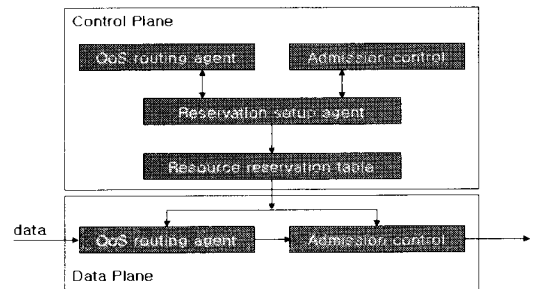 Control Plane
QoS routing agent
Admission control
Reservation setup agent
Resource reservation table
data
QoS routing agent
Admission control
Data Plane